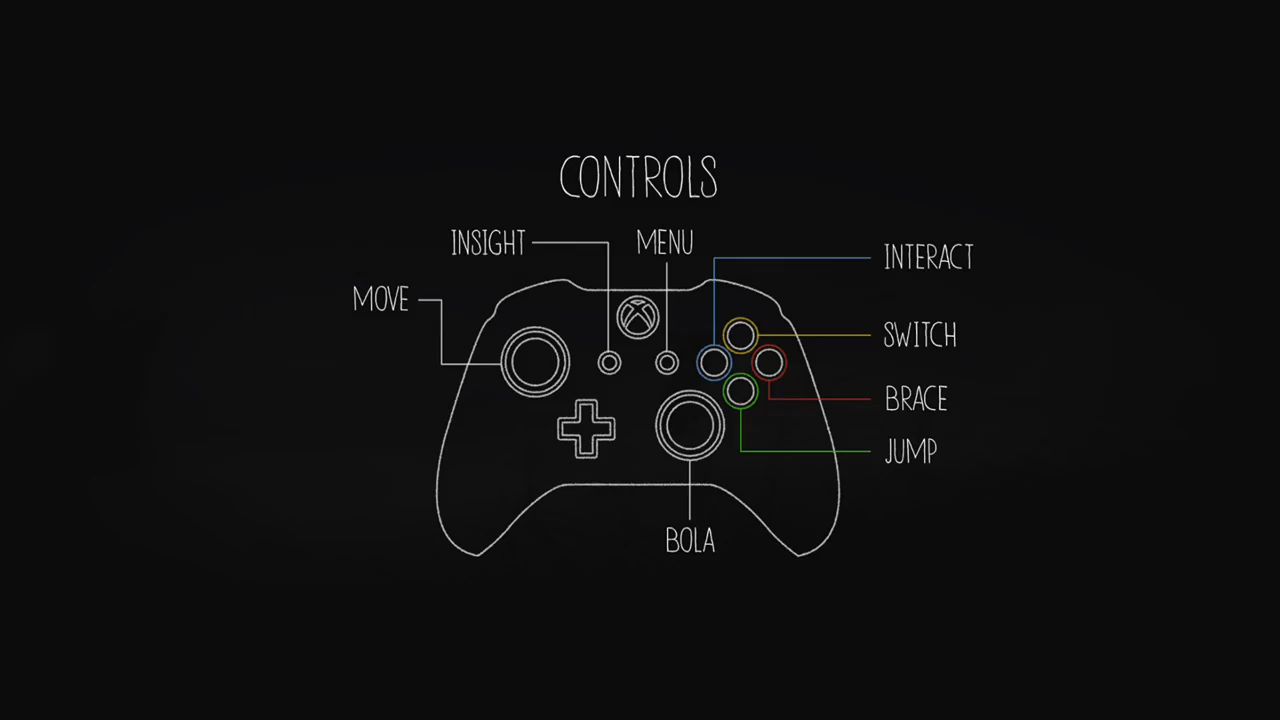 CONTROLS
INSIGHT
MENU
INTERACT
MOVE
SWITCH
BRACE
JUMP
BOLA